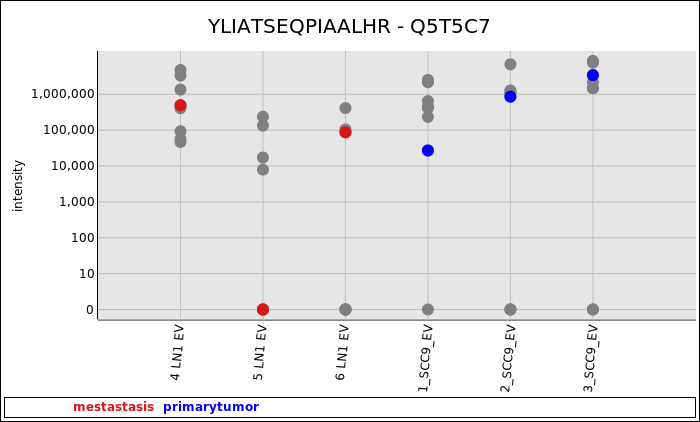 YLIATSEQPIAALHR - Q5T5C7
intensity
1,000,000
100,000
10,000
1,000
100
10
0
4 LN1 EV
5 LN1 EV
6 LN1 EV
1_SCC9_EV
2_SCC9_EV
3_SCC9_EV
mestastasis primarytumor